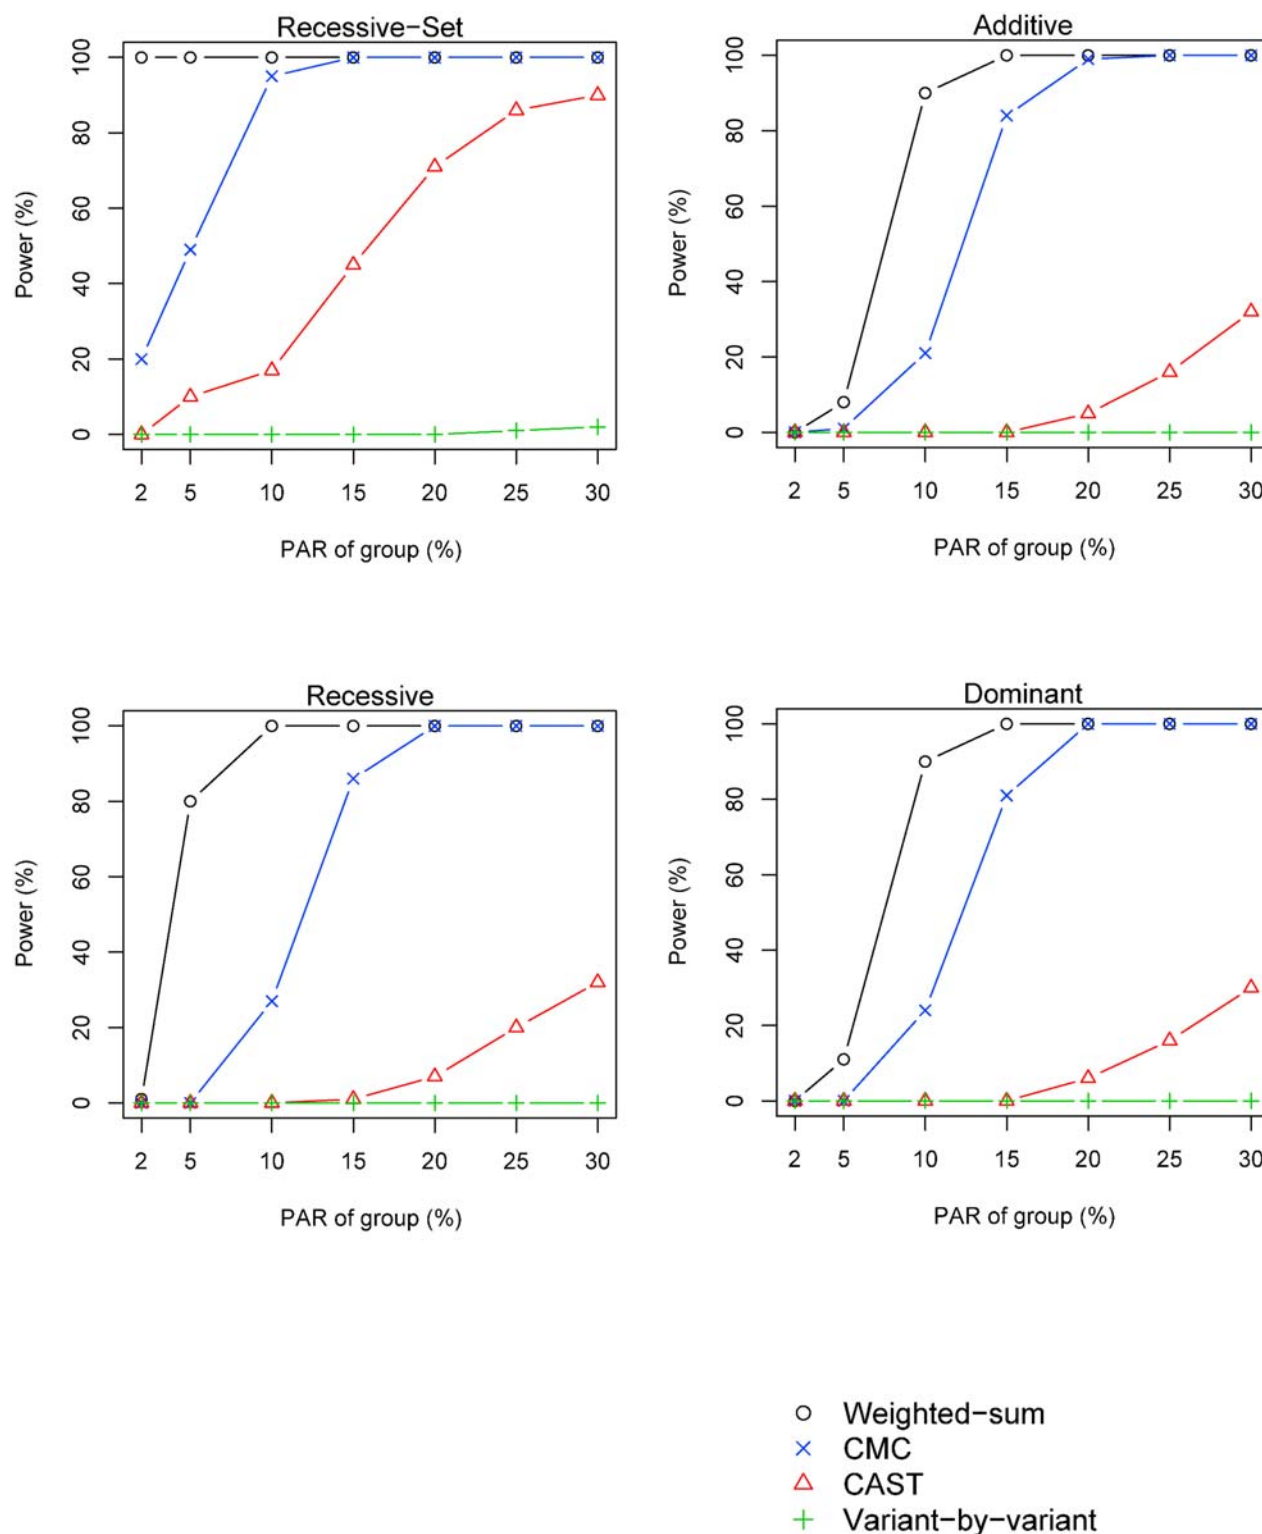 Recessive-Set
Power (%)
0 20 40 60 80 100
2 5 10 15 20 25 30
PAR of group (%)
Additive
Power (%)
0 20 40 60 80 100
2 5 10 15 20 25 30
PAR of group (%)
Recessive
Power (%)
0 20 40 60 80 100
2 5 10 15 20 25 30
PAR of group (%)
Dominant
Power (%)
0 20 40 60 80 100
2 5 10 15 20 25 30
PAR of group (%)
Weighted-sum
CMC
CAST
Variant-by-variant